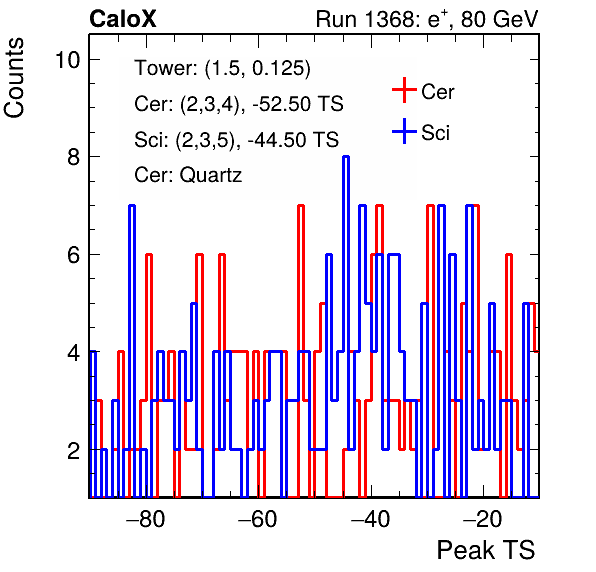 CaloX Run 1368: e⁺, 80 GeV
Counts
Tower: (1.5, 0.125)
Cer: (2,3,4), -52.50 TS
Sci: (2,3,5), -44.50 TS
Cer: Quartz
Cer
Sci
10
8
6
4
2
−80 −60 −40 −20
Peak TS